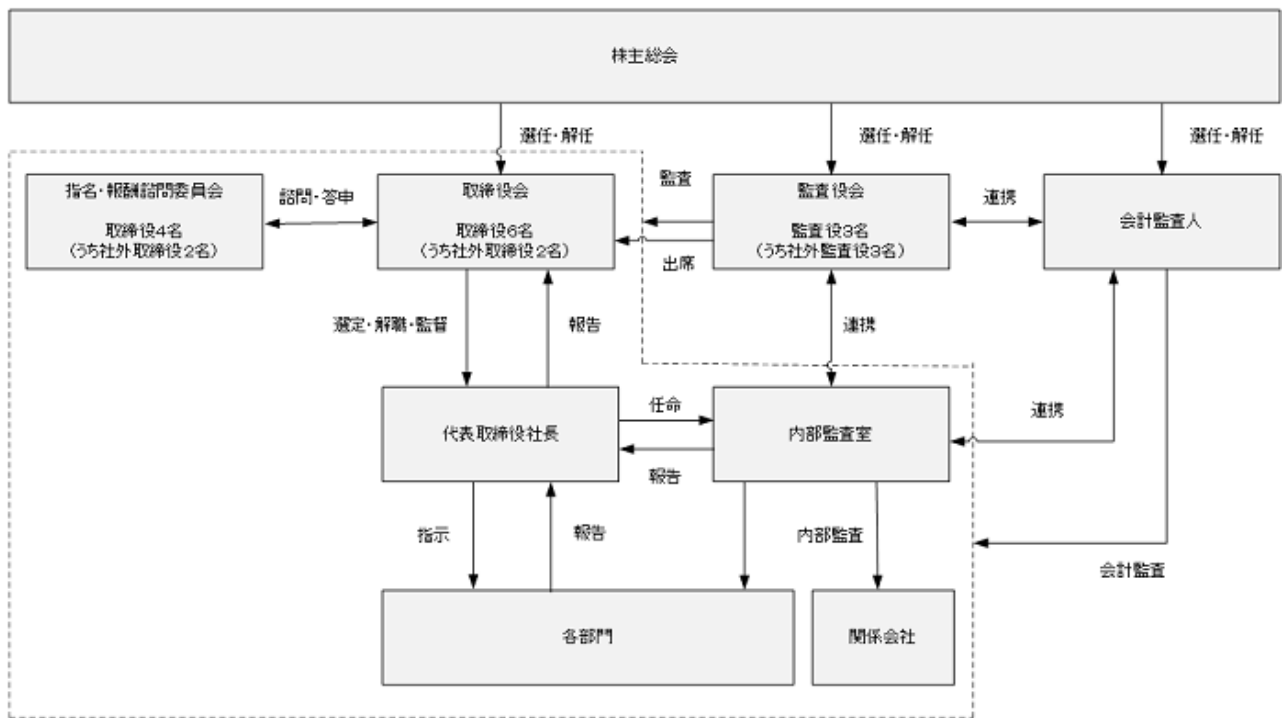 株主総会
選任・解任
選任・解任
選任・解任
指名・報酬諮問委員会
取締役4名
(うち社外取締役2名)
諮問・答申
取締役会
取締役6名
(うち社外取締役2名)
監査
出席
監査役会
監査役3名
(うち社外監査役3名)
連携
会計監査人
選定・解職・監督
報告
連携
代表取締役社長
任命
報告
内部監査室
連携
指示
報告
内部監査
会計監査
各部門
関係会社